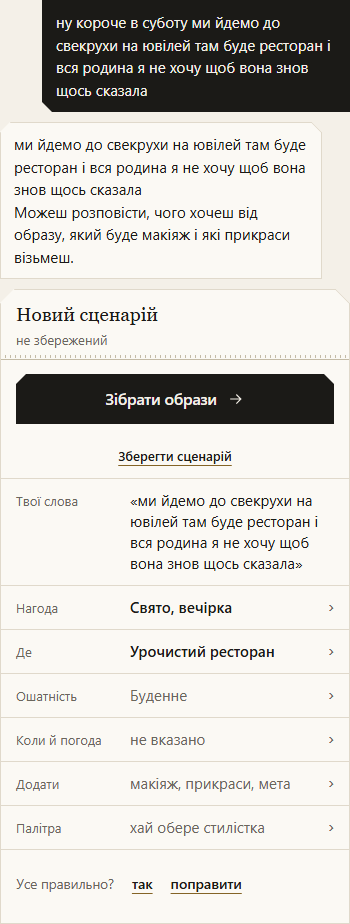 ну короче в суботу ми йдемо до
свекрухи на ювілей там буде ресторан і
вся родина я не хочу щоб вона знов
щось сказала
ми йдемо до свекрухи на ювілей там буде
ресторан і вся родина я не хочу щоб вона
знов щось сказала
Можеш розповісти, чого хочеш від
образу, який буде макіяж і які прикраси
візьмеш.
Новий сценарій
не збережений
Зібрати образи →
Зберегти сценарій
Твої слова «ми йдемо до свекрухи на
ювілей там буде ресторан і
вся родина я не хочу щоб
вона знов щось сказала»
Нагода Свято, вечірка ›
Де Урочистий ресторан ›
Ошатність Буденне ›
Коли й погода не вказано ›
Додати макіяж, прикраси, мета ›
Палітра хай обере стилістка ›
Усе правильно? так поправити